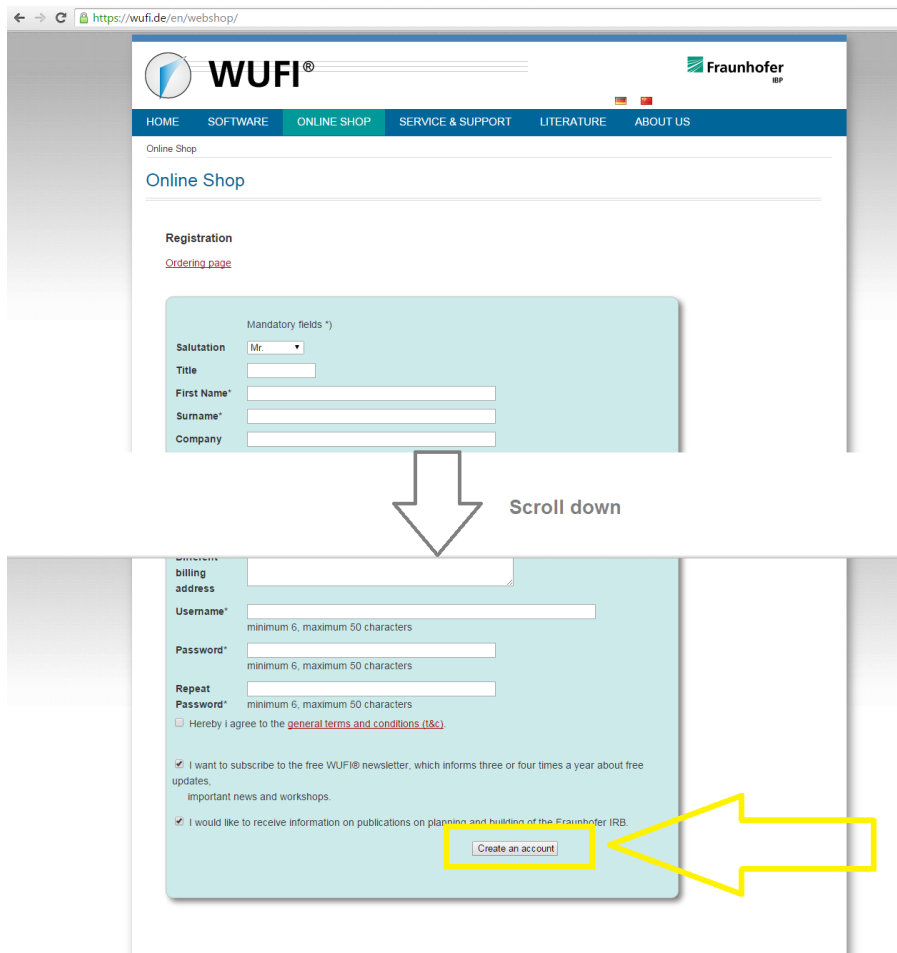 https://wufi.de/en/webshop/
WUFI®
Fraunhofer
IBP
HOME SOFTWARE ONLINE SHOP SERVICE & SUPPORT LITERATURE ABOUT US
Online Shop
Online Shop
Registration
Ordering page
Mandatory fields *)
Salutation Mr.
Title
First Name*
Surname*
Company
Scroll down
Different
billing
address
Username*
minimum 6, maximum 50 characters
Password*
minimum 6, maximum 50 characters
Repeat
Password* minimum 6, maximum 50 characters
Hereby i agree to the general terms and conditions (t&c).
I want to subscribe to the free WUFI® newsletter, which informs three or four times a year about free
updates,
important news and workshops.
I would like to receive information on publications on planning and building of the Fraunhofer IRB.
Create an account